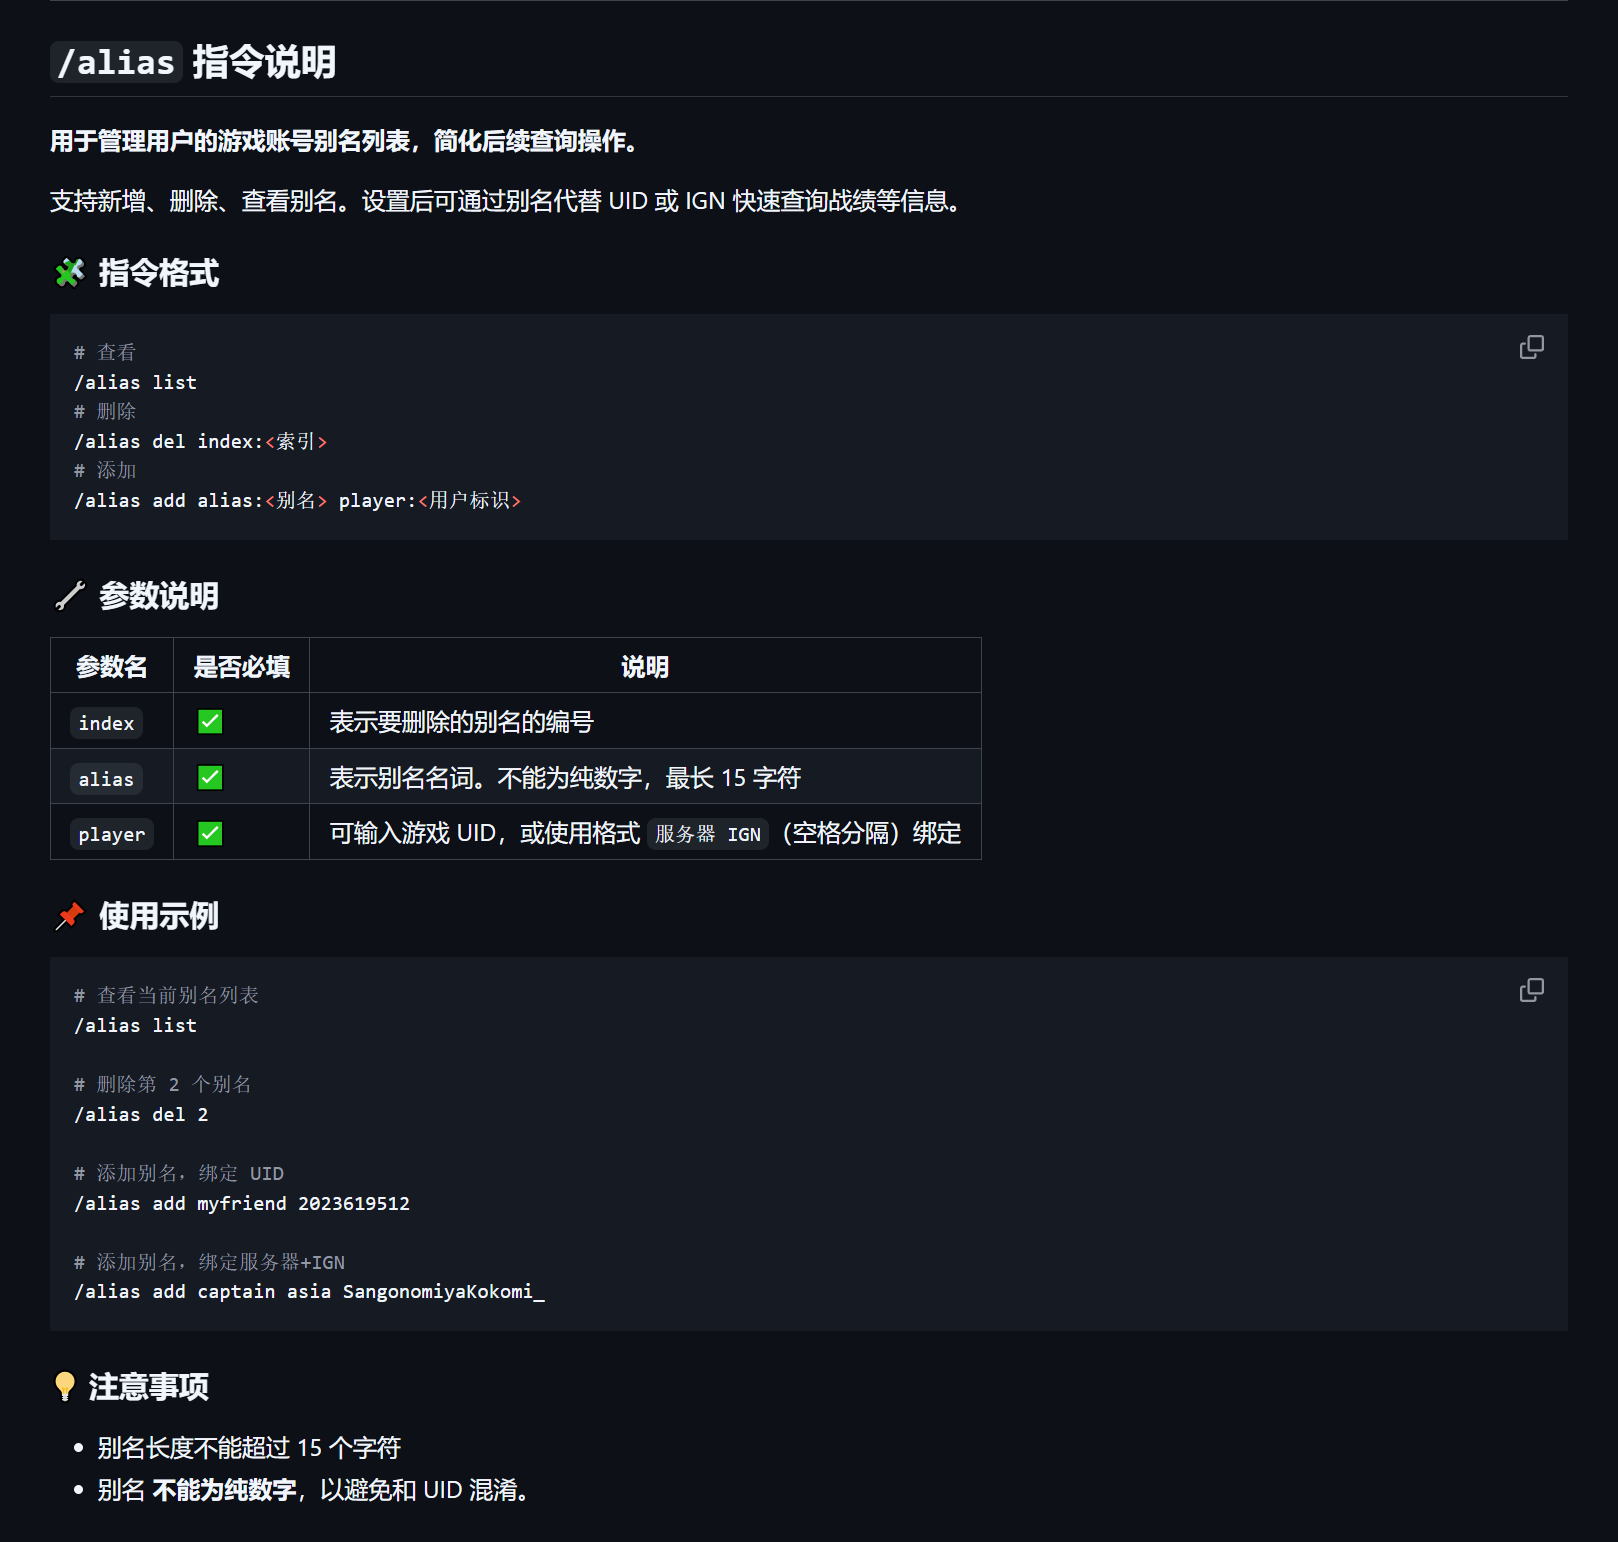 /alias 指令说明
用于管理用户的游戏账号别名列表，简化后续查询操作。
支持新增、删除、查看别名。设置后可通过别名代替 UID 或 IGN 快速查询战绩等信息。
指令格式
# 查看
/alias list
# 删除
/alias del index:<索引>
# 添加
/alias add alias:<别名> player:<用户标识>
参数说明
参数名 是否必填 说明
index ✅ 表示要删除的别名的编号
alias ✅ 表示别名名词。不能为纯数字，最长 15 字符
player ✅ 可输入游戏 UID，或使用格式 服务器 IGN（空格分隔）绑定
使用示例
# 查看当前别名列表
/alias list
# 删除第 2 个别名
/alias del 2
# 添加别名，绑定 UID
/alias add myfriend 2023619512
# 添加别名，绑定服务器+IGN
/alias add captain asia SangonomiyaKokomi_
注意事项
别名长度不能超过 15 个字符
别名 不能为纯数字，以避免和 UID 混淆。